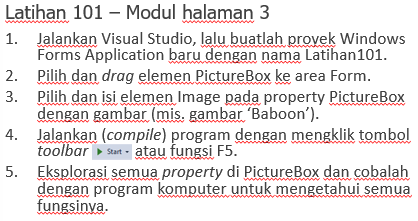 Latihan 101 – Modul halaman 3
1. Jalankan Visual Studio, lalu buatlah proyek Windows
Forms Application baru dengan nama Latihan101.
2. Pilih dan drag elemen PictureBox ke area Form.
3. Pilih dan isi elemen Image pada property PictureBox
dengan gambar (mis. gambar ‘Baboon’).
4. Jalankan (compile) program dengan mengklik tombol
toolbar Start atau fungsi F5.
5. Eksplorasi semua property di PictureBox dan cobalah
dengan program komputer untuk mengetahui semua
fungsinya.